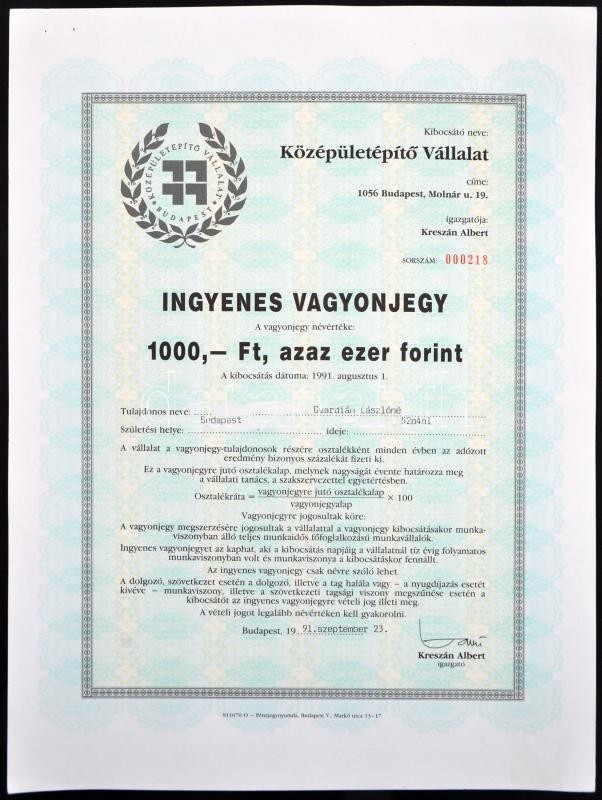 Kibocsátó neve:
Középületépítő Vállalat
címe:
1056 Budapest, Molnár u. 19.
igazgatója:
Kreszán Albert
SORSZÁM: 000218
KÖZÉPÜLETÉPÍTŐ VÁLLALAT
BUDAPEST
INGYENES VAGYONJEGY
A vagyonjegy névértéke:
1000,— Ft, azaz ezer forint
A kibocsátás dátuma: 1991. augusztus 1.
Tulajdonos neve: Gvardián Lászlóné
Születési helye: Budapest ideje:
A vállalat a vagyonjegy-tulajdonosok részére osztalékként minden évben az adózott
eredmény bizonyos százalékát fizeti ki.
Ez a vagyonjegyre jutó osztalékalap, melynek nagyságát évente határozza meg
a vállalati tanács, a szakszervezettel egyetértésben.
Osztalékráta = vagyonjegyre jutó osztalékalap × 100
vagyonjegyalap
Vagyonjegyre jogosultak köre:
A vagyonjegy megszerzésére jogosultak a vállalattal a vagyonjegy kibocsátásakor munka-
viszonyban álló teljes munkaidős főfoglalkozású munkavállalók.
Ingyenes vagyonjegyet az kaphat, aki a kibocsátás napjáig a vállalatnál tíz évig folyamatos
munkaviszonyban volt és munkaviszonya a kibocsátáskor fennállt.
Az ingyenes vagyonjegy csak névre szóló lehet.
A dolgozó, szövetkezet esetén a dolgozó, illetve a tag halála vagy – a nyugdíjazás esetét
kivéve – munkaviszony, illetve a szövetkezeti tagsági viszony megszűnése esetén a
kibocsátót az ingyenes vagyonjegyre vételi jog illeti meg.
A vételi jogot legalább névértéken kell gyakorolni.
Budapest, 19 91.szeptember 23.
Kreszán Albert
igazgató
911070 O – Pénzjegynyomda, Budapest V., Markó utca 13–17